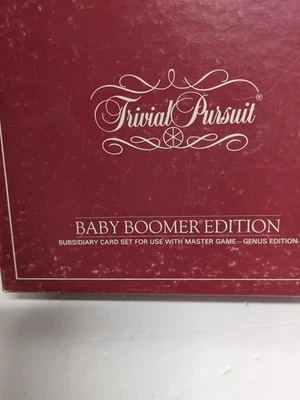 Trivial Pursuit®
BABY BOOMER® EDITION
SUBSIDIARY CARD SET FOR USE WITH MASTER GAME—GENUS EDITION